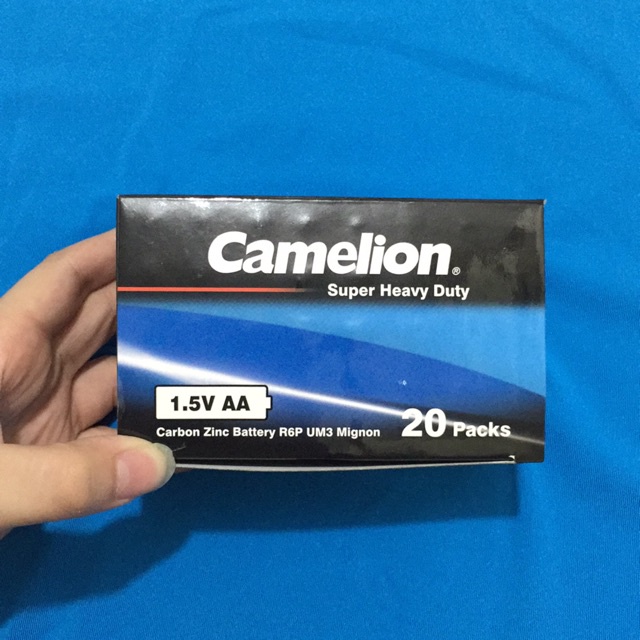 Camelion®
Super Heavy Duty
1.5V AA
Carbon Zinc Battery R6P UM3 Mignon
20 Packs